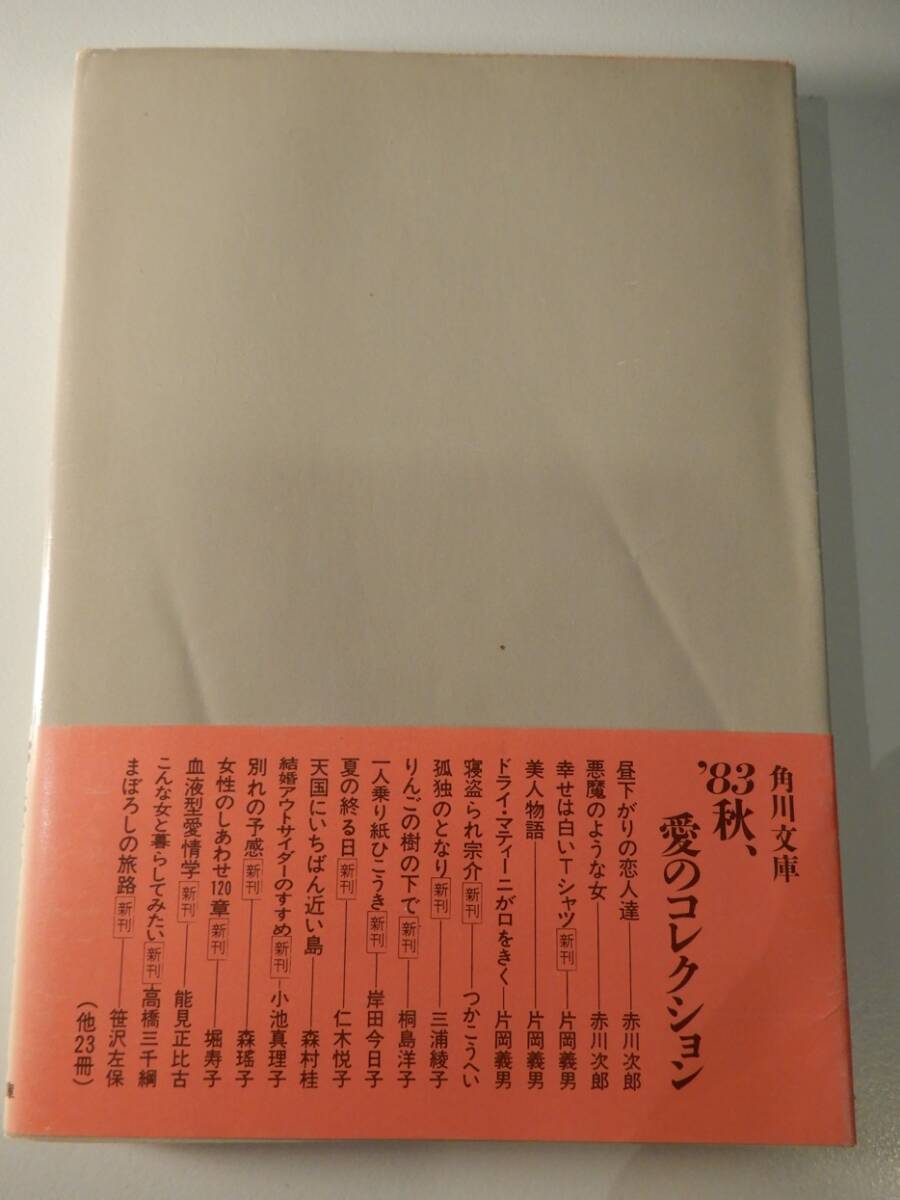 角川文庫
'83秋、
愛のコレクション
昼下がりの恋人達――赤川次郎
悪魔のような女――赤川次郎
幸せは白いTシャツ 新刊――片岡義男
美人物語――片岡義男
ドライ・マティーニが口をきく――片岡義男
寝盗られ宗介 新刊――つかこうへい
孤独のとなり 新刊――三浦綾子
りんごの樹の下で 新刊――桐島洋子
一人乗り紙ひこうき 新刊――岸田今日子
夏の終る日 新刊――仁木悦子
天国にいちばん近い島――森村桂
結婚アウトサイダーのすすめ 新刊――小池真理子
別れの予感 新刊――森瑤子
女性のしあわせ120章 新刊――堀寿子
血液型愛情学 新刊――能見正比古
こんな女と暮らしてみたい 新刊 高橋三千綱
まぼろしの旅路 新刊――笹沢左保
(他23冊)